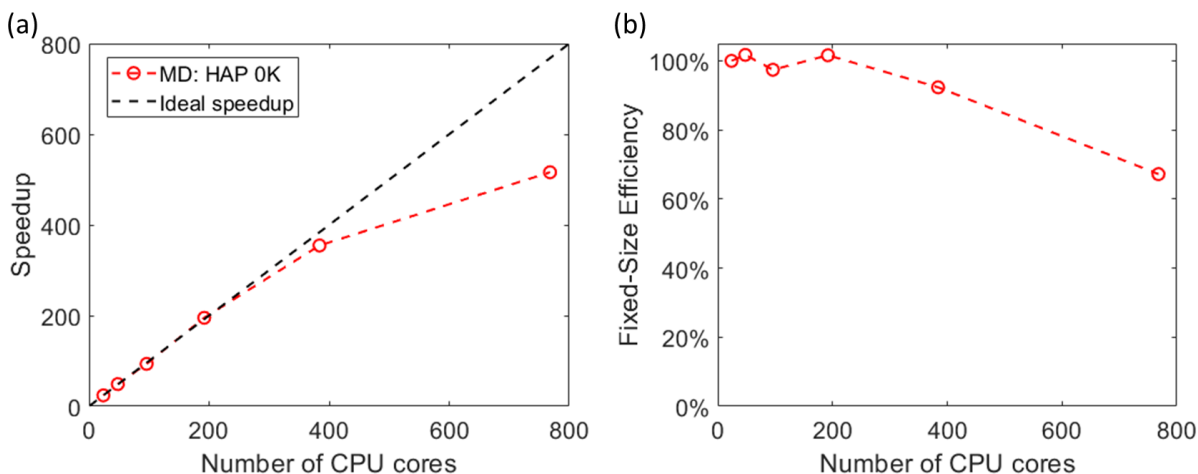 (a)
800
600
400
200
0
Speedup
MD: HAP 0K
Ideal speedup
0 200 400 600 800
Number of CPU cores
(b)
100%
80%
60%
40%
20%
0%
Fixed-Size Efficiency
0 200 400 600 800
Number of CPU cores